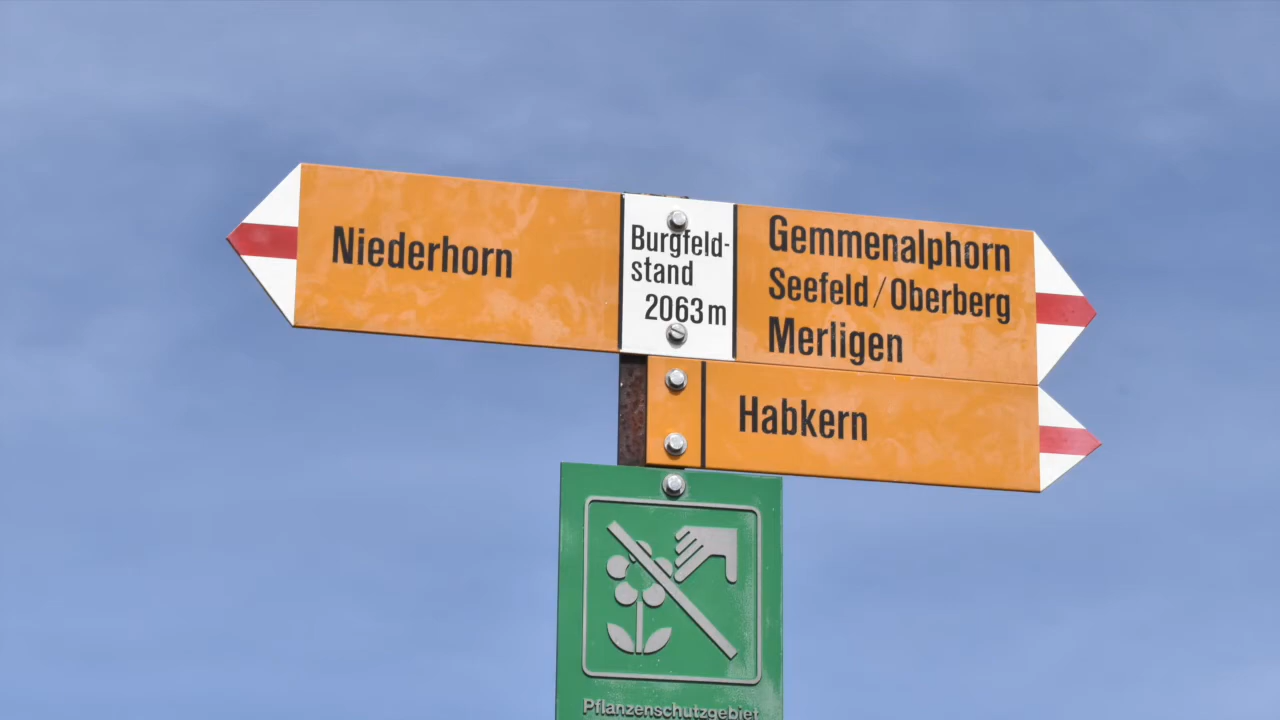 Niederhorn
Burgfeld-
stand
2063 m
Gemmenalphorn
Seefeld / Oberberg
Merligen
Habkern
Pflanzenschutzgebiet